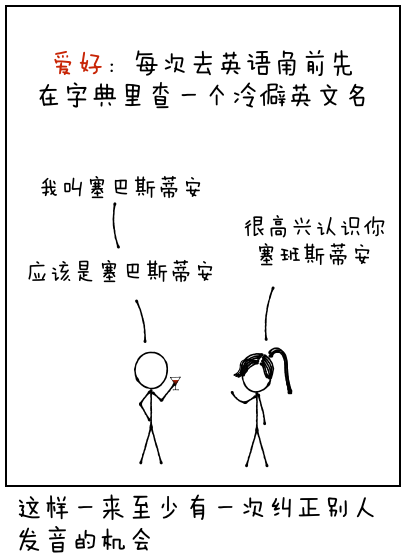 爱好：每次去英语角前先
在字典里查一个冷僻英文名
我叫塞巴斯蒂安
很高兴认识你
塞班斯蒂安
应该是塞巴斯蒂安
这样一来至少有一次纠正别人
发音的机会